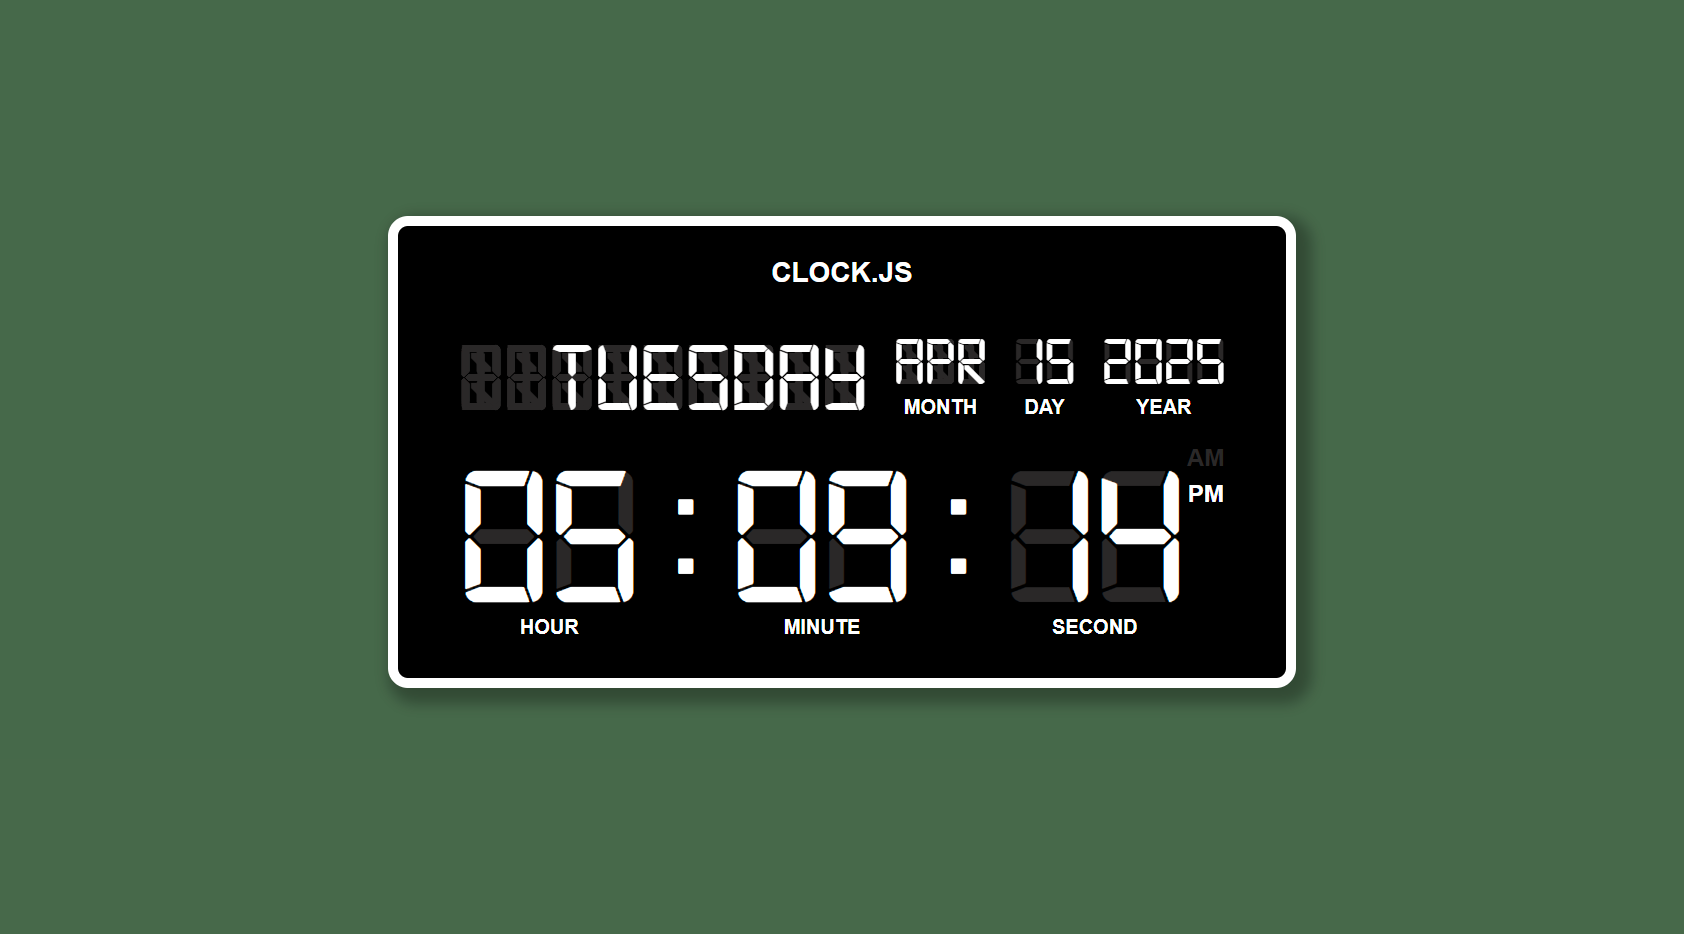 CLOCK.JS
TUESDAY APR 15 2025
MONTH DAY YEAR
AM
05 : 09 : 14 PM
HOUR MINUTE SECOND